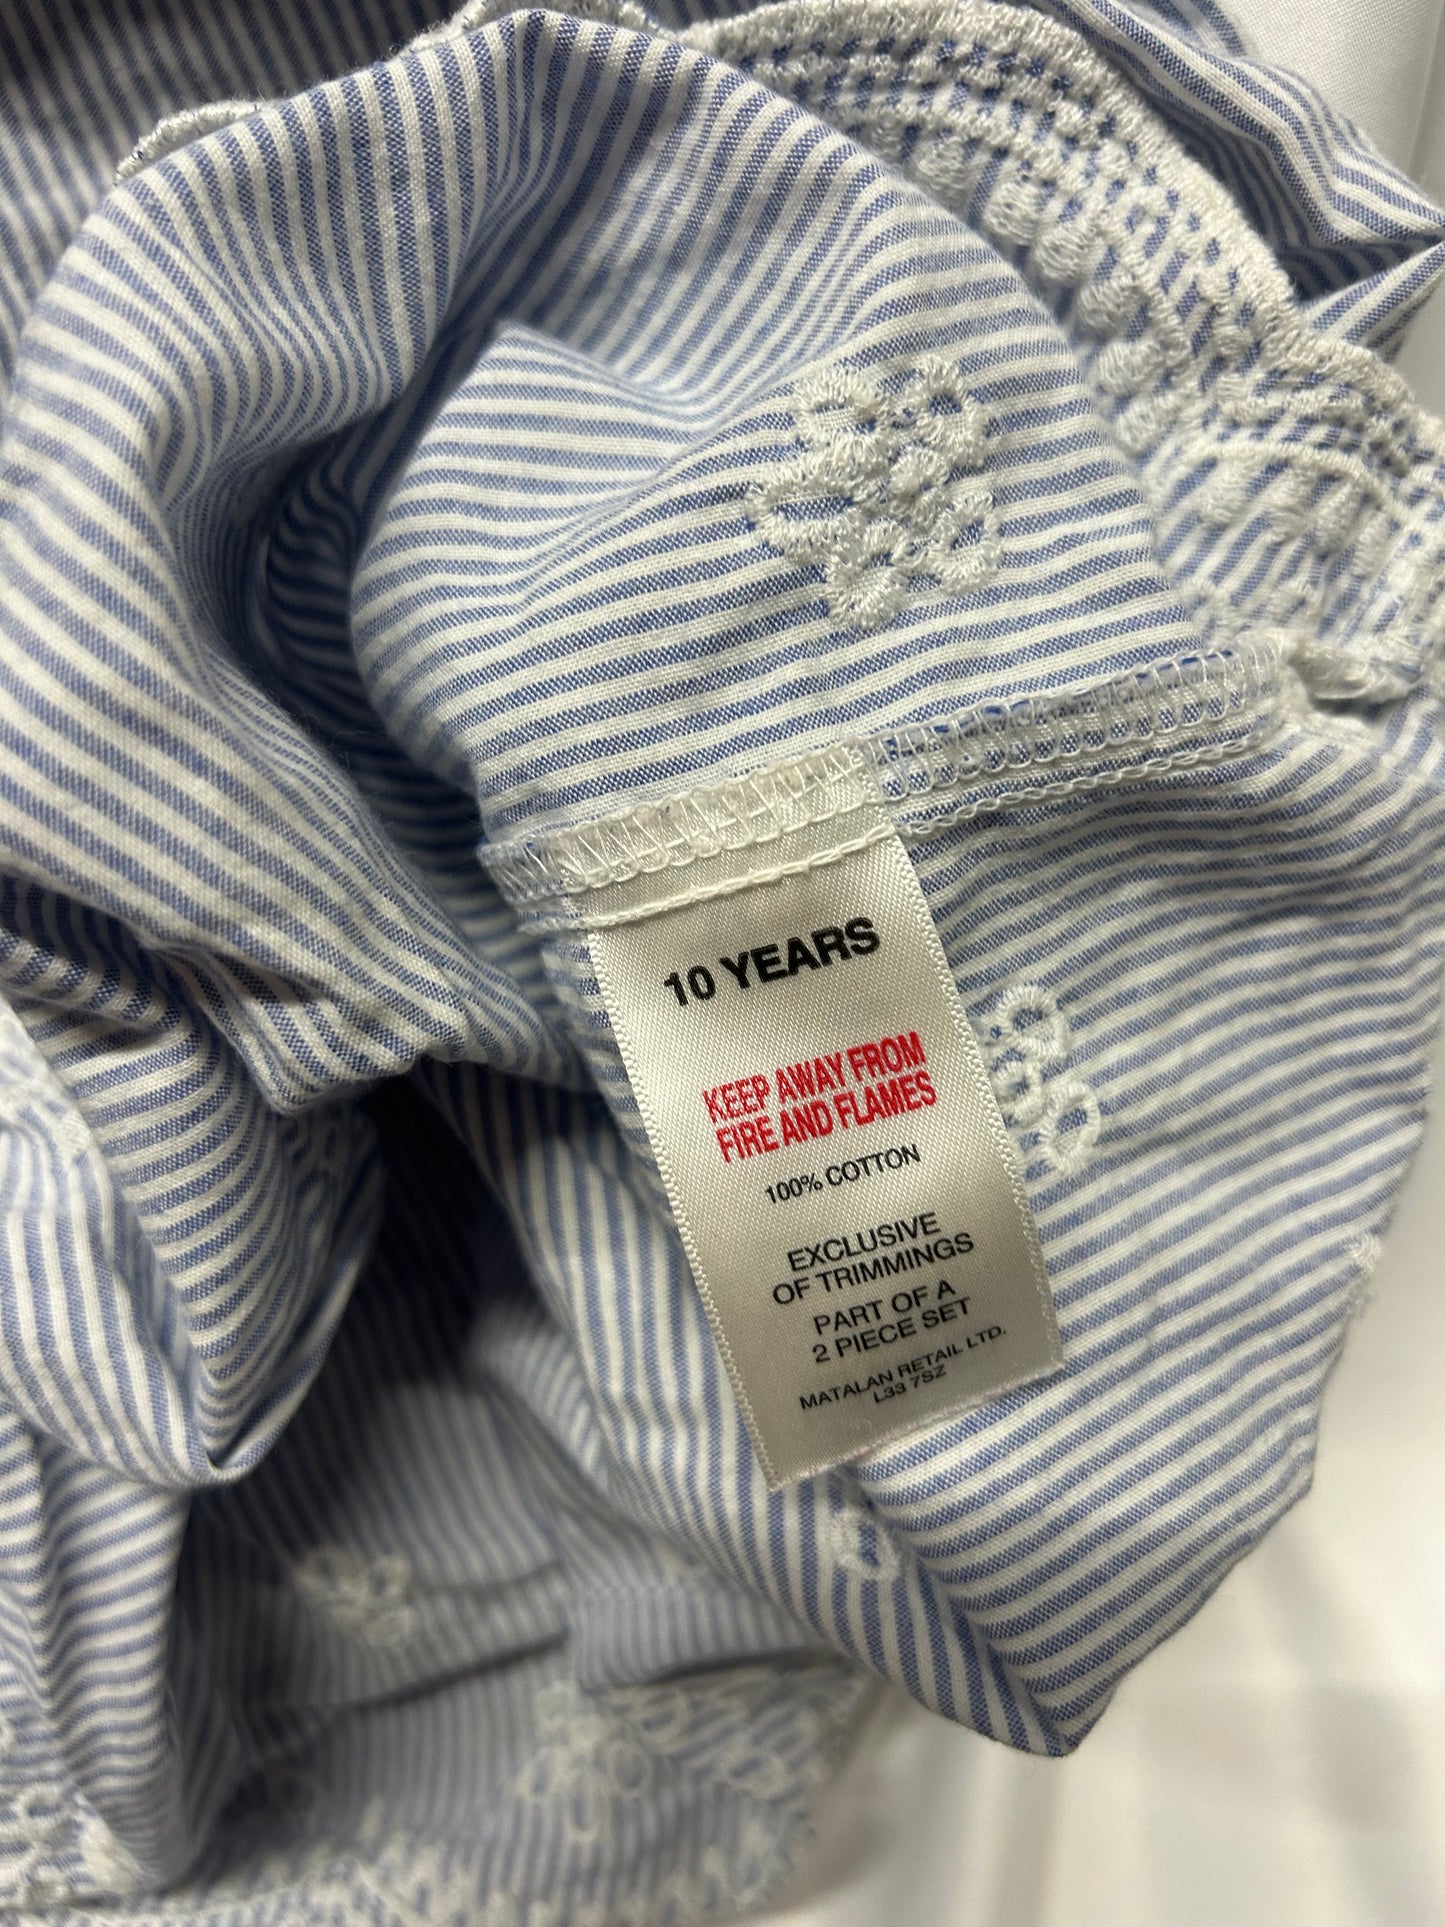 10 YEARS
KEEP AWAY FROM
FIRE AND FLAMES
100% COTTON
EXCLUSIVE
OF TRIMMINGS
PART OF A
2 PIECE SET
MATALAN RETAIL LTD.
L33 7SZ